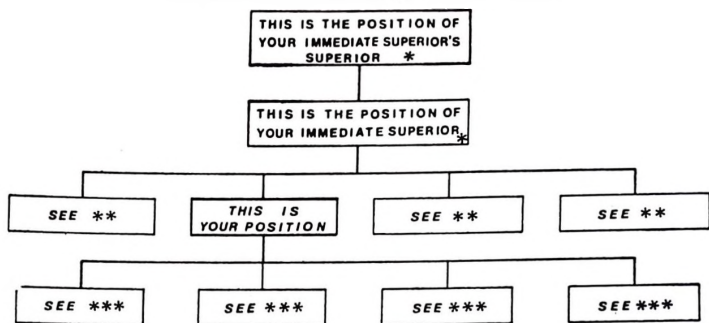 THIS IS THE POSITION OF
YOUR IMMEDIATE SUPERIOR'S
SUPERIOR *
THIS IS THE POSITION OF
YOUR IMMEDIATE SUPERIOR *
SEE **
THIS IS
YOUR POSITION
SEE **
SEE **
SEE ***
SEE ***
SEE ***
SEE ***